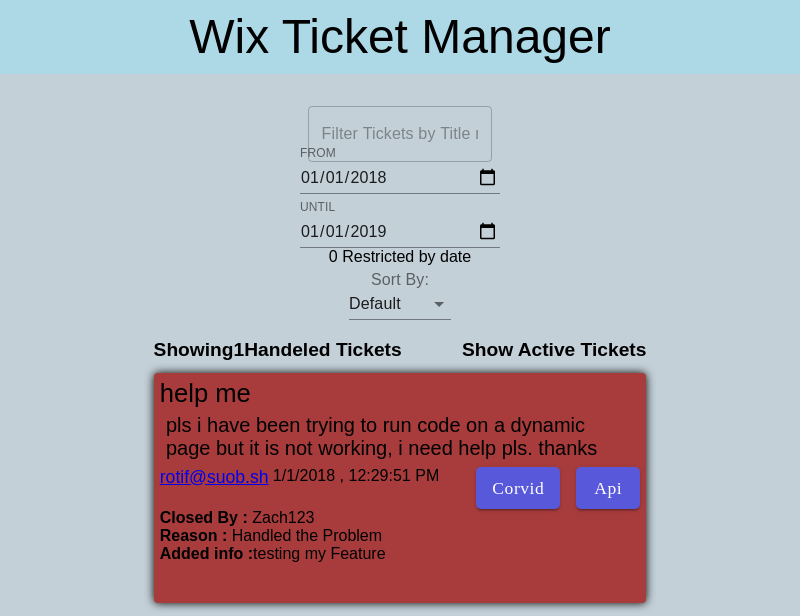 Wix Ticket Manager
Filter Tickets by Title
FROM
01/01/2018
UNTIL
01/01/2019
0 Restricted by date
Sort By:
Default
Showing1Handeled Tickets Show Active Tickets
help me
pls i have been trying to run code on a dynamic
page but it is not working, i need help pls. thanks
rotif@suob.sh 1/1/2018 , 12:29:51 PM Corvid Api
Closed By : Zach123
Reason : Handled the Problem
Added info :testing my Feature